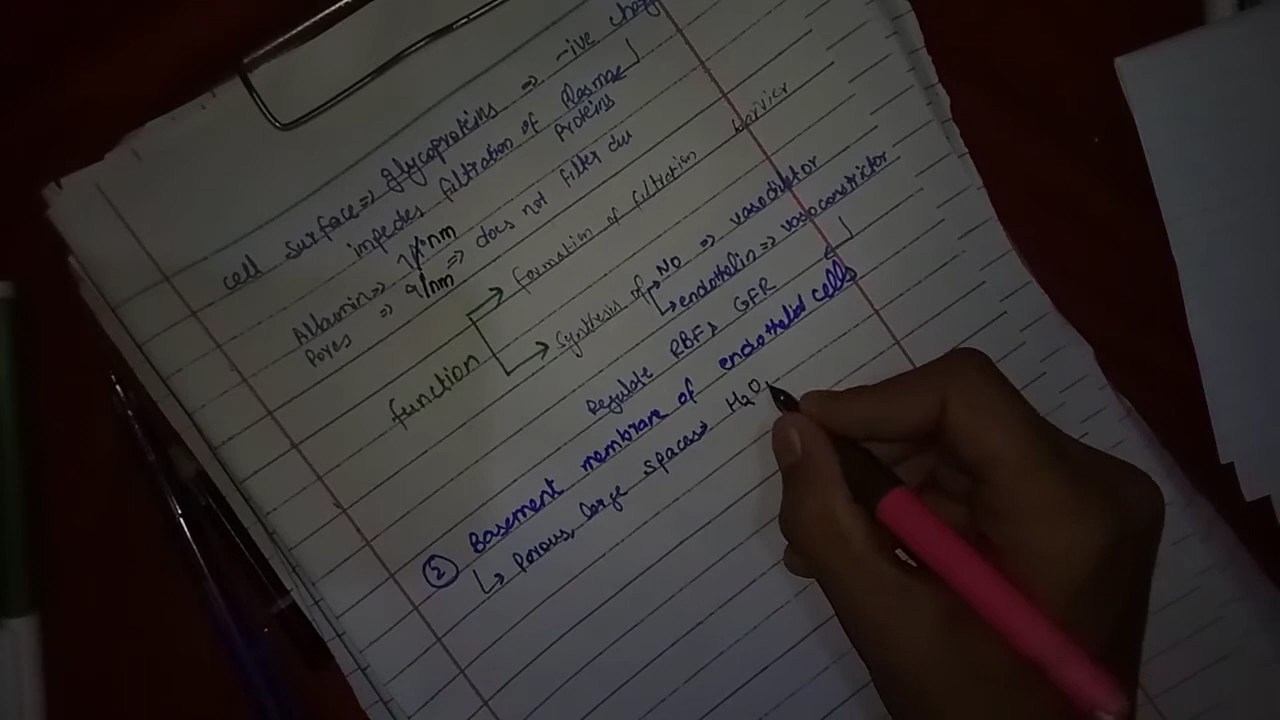 cell surface ⇒ glycoproteins ⇒ -ive charge
impedes filtration of Plasma
proteins
Albumin ⇒ nm
Pores ⇒ nm ⇒ does not filter
function → formation of filtration barrier
→ synthesis of → NO ⇒ vasodilator
↳ endothelin ⇒ vasoconstrictor
Regulate RBF, GFR
② Basement membrane of endothelial cells
↳ Porous, large spaces → H₂O,